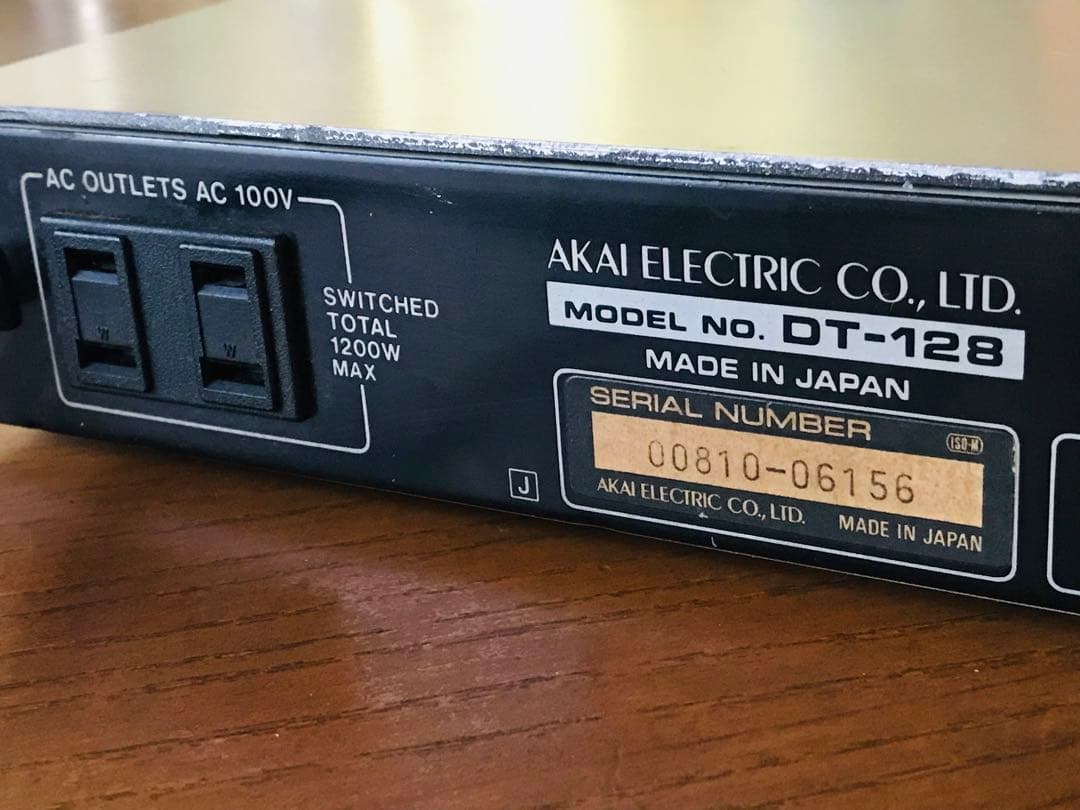 AC OUTLETS AC 100V
W
W
SWITCHED
TOTAL
1200W
MAX
AKAI ELECTRIC CO., LTD.
MODEL NO. DT-128
MADE IN JAPAN
SERIAL NUMBER
ISO-M
00810-06156
AKAI ELECTRIC CO., LTD. MADE IN JAPAN
J